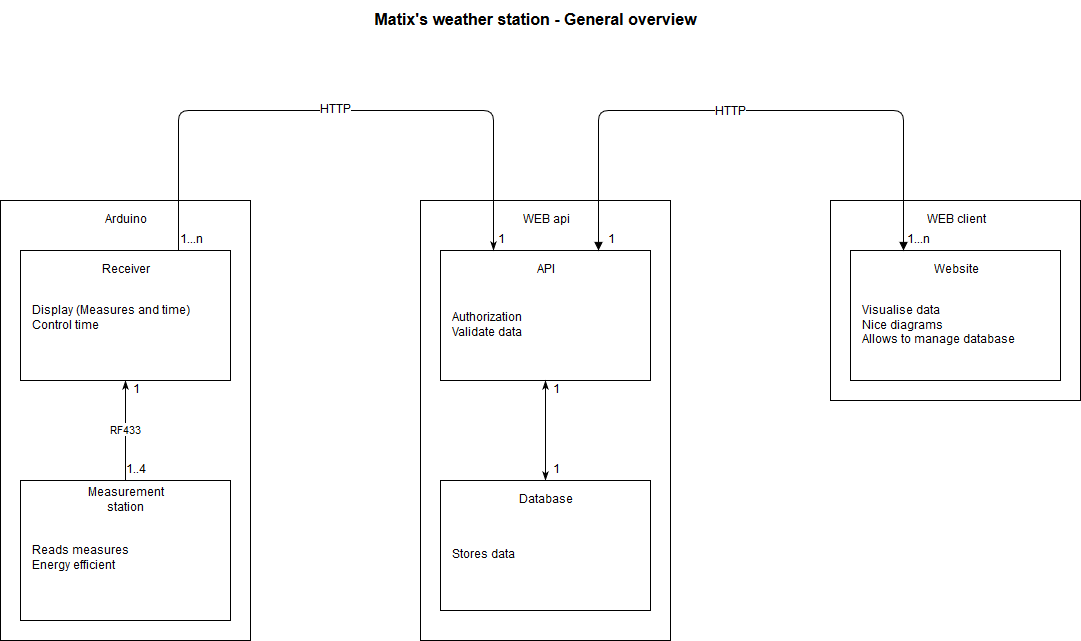 Matix's weather station - General overview
HTTP
HTTP
Arduino
1...n
Receiver
Display (Measures and time)
Control time
1
RF433
1..4
Measurement
station
Reads measures
Energy efficient
WEB api
1
1
API
Authorization
Validate data
1
1
Database
Stores data
WEB client
1...n
Website
Visualise data
Nice diagrams
Allows to manage database